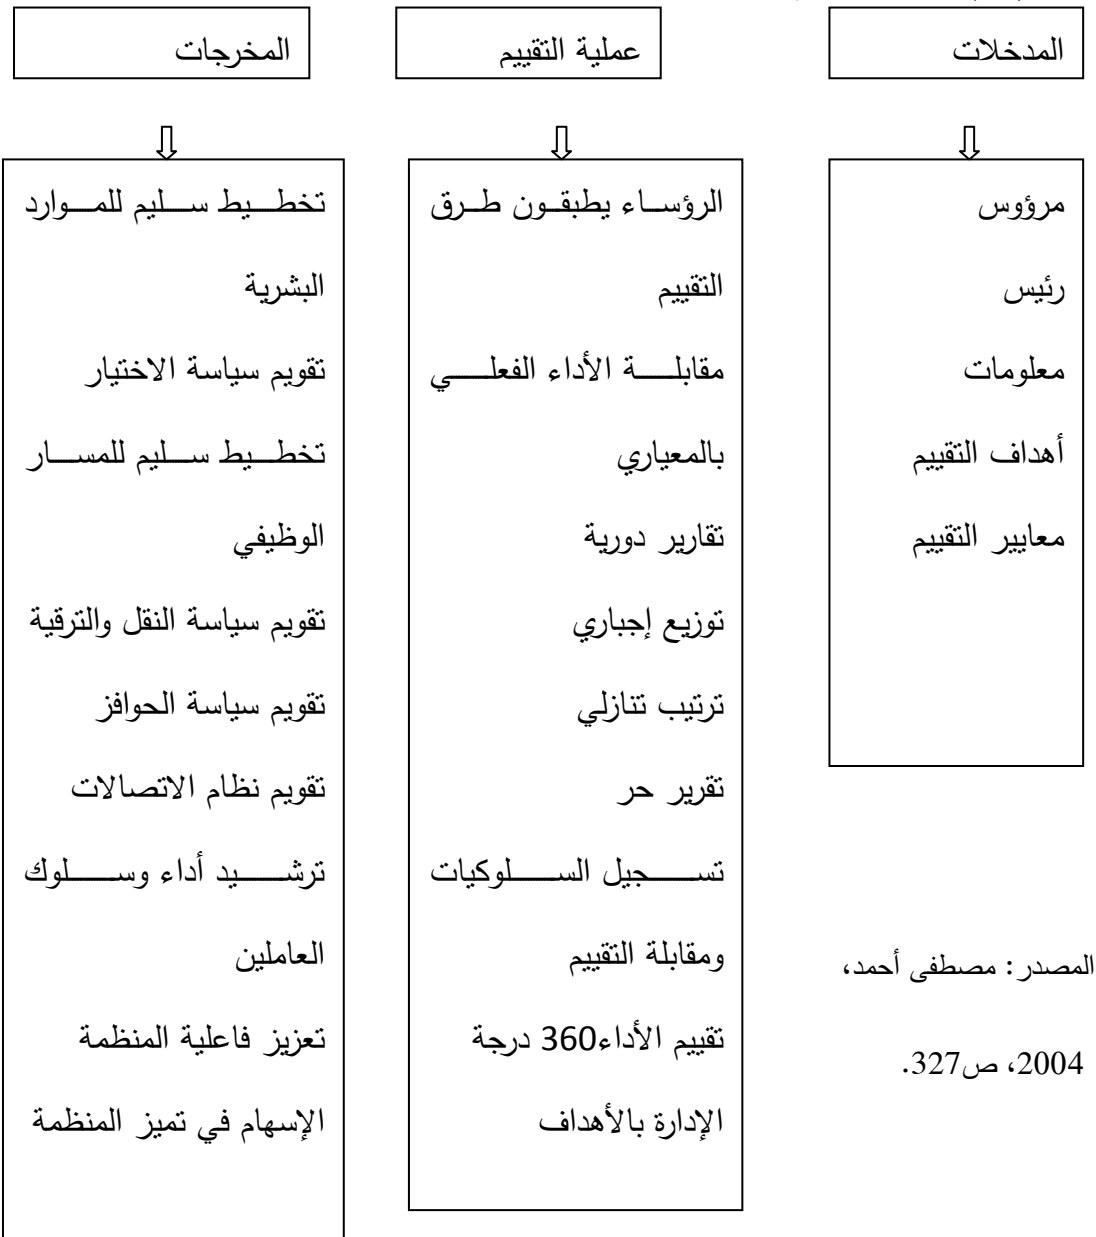 المدخلات
عملية التقييم
المخرجات
مرؤوس
رئيس
معلومات
أهداف التقييم
معايير التقييم
الرؤساء يطبقون طرق
التقييم
مقابلة الأداء الفعلي
بالمعياري
تقارير دورية
توزيع إجباري
ترتيب تنازلي
تقرير حر
تسجيل السلوكيات
ومقابلة التقييم
تقييم الأداء360 درجة
الإدارة بالأهداف
تخطيط سليم للموارد
البشرية
تقويم سياسة الاختيار
تخطيط سليم للمسار
الوظيفي
تقويم سياسة النقل والترقية
تقويم سياسة الحوافز
تقويم نظام الاتصالات
ترشيد أداء وسلوك
العاملين
تعزيز فاعلية المنظمة
الإسهام في تميز المنظمة
المصدر: مصطفى أحمد،
2004، ص327.